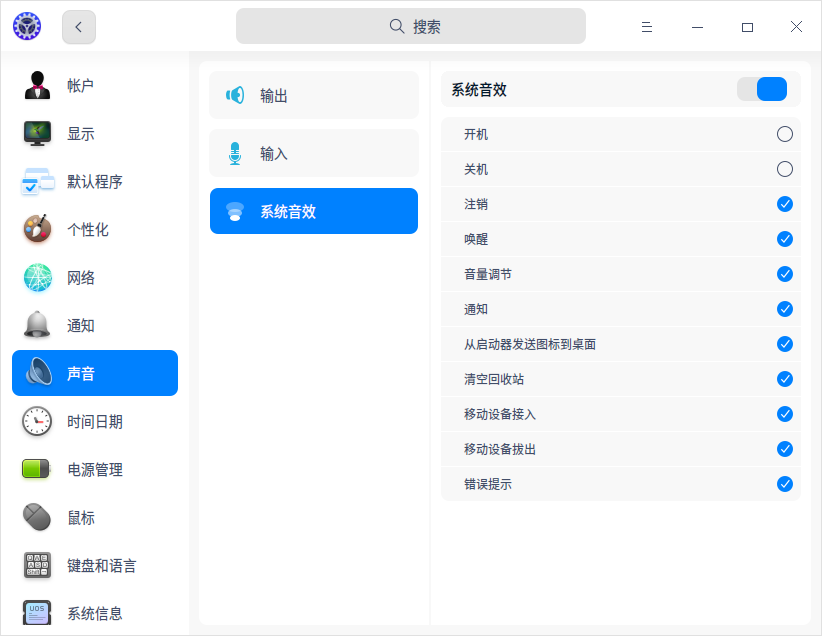 搜索
帐户
显示
默认程序
个性化
网络
通知
声音
时间日期
电源管理
鼠标
键盘和语言
UOS
系统信息
输出
输入
系统音效
系统音效
开机
关机
注销
唤醒
音量调节
通知
从启动器发送图标到桌面
清空回收站
移动设备接入
移动设备拔出
错误提示